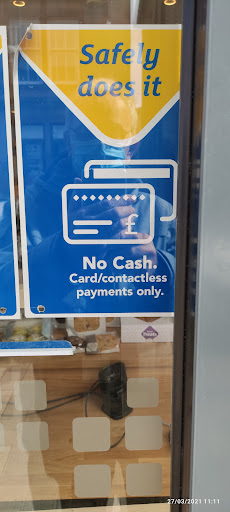 Safely
does it
£
No Cash.
Card/contactless
payments only.
27/03/2021 11:11